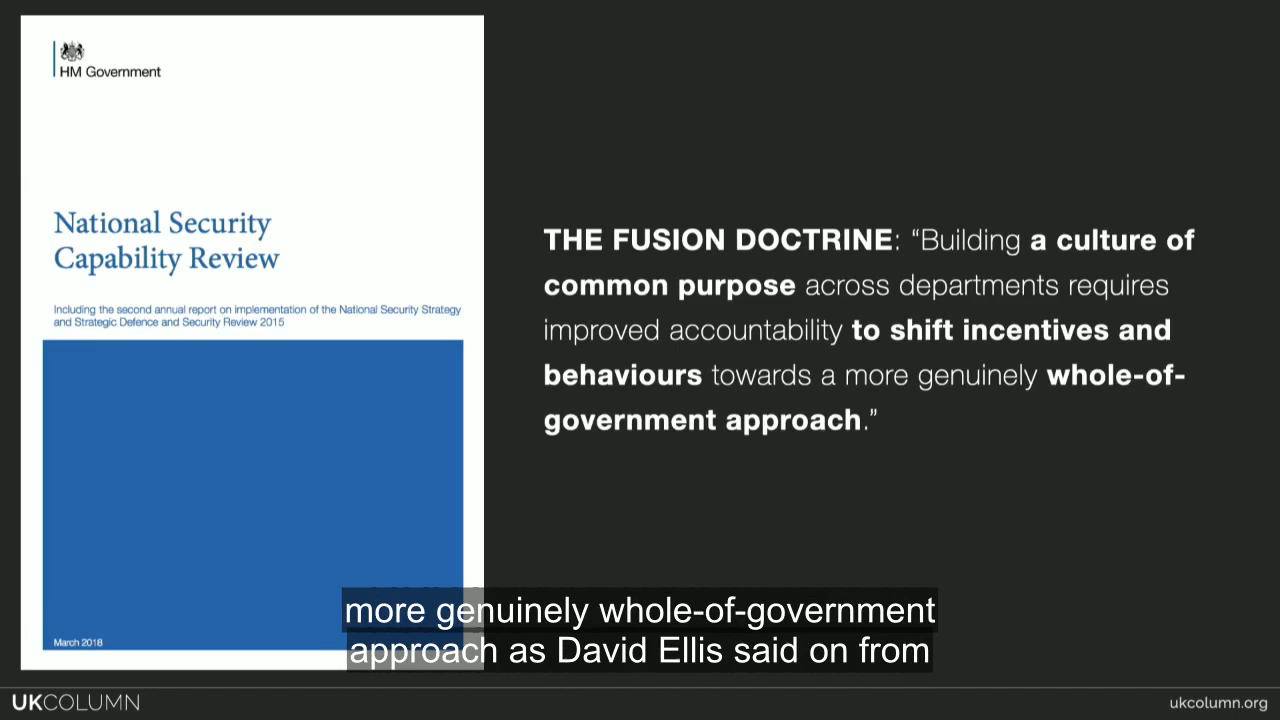 HM Government
National Security
Capability Review
Including the second annual report on implementation of the National Security Strategy
and Strategic Defence and Security Review 2015
March 2018
THE FUSION DOCTRINE: “Building a culture of
common purpose across departments requires
improved accountability to shift incentives and
behaviours towards a more genuinely whole-of-
government approach.”
more genuinely whole-of-government
approach as David Ellis said on from
UKCOLUMN
ukcolumn.org